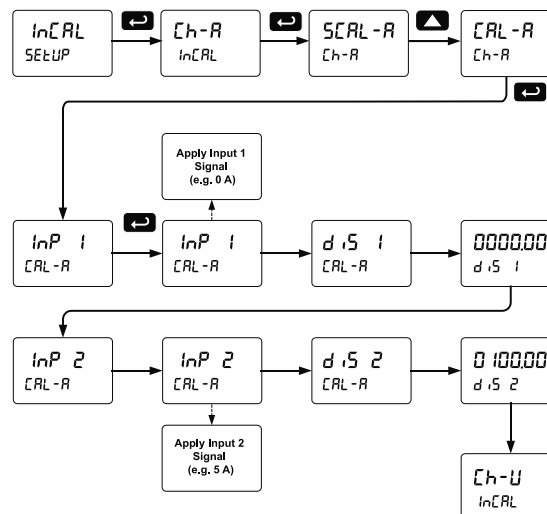 InCAL
SEtUP
Ch-A
InCAL
SCAL-A
Ch-A
CAL-A
Ch-A
Apply Input 1
Signal
(e.g. 0 A)
InP 1
CAL-A
InP 1
CAL-A
diS 1
CAL-A
0000.00
diS 1
InP 2
CAL-A
InP 2
CAL-A
diS 2
CAL-A
0100.00
diS 2
Apply Input 2
Signal
(e.g. 5 A)
Ch-U
InCAL